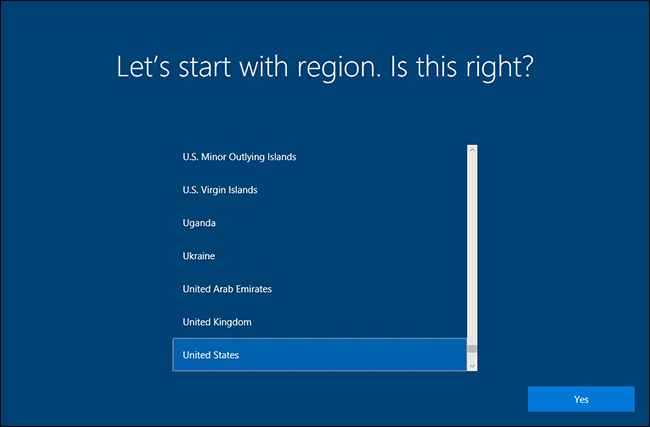 Let’s start with region. Is this right?
U.S. Minor Outlying Islands
U.S. Virgin Islands
Uganda
Ukraine
United Arab Emirates
United Kingdom
United States
Yes